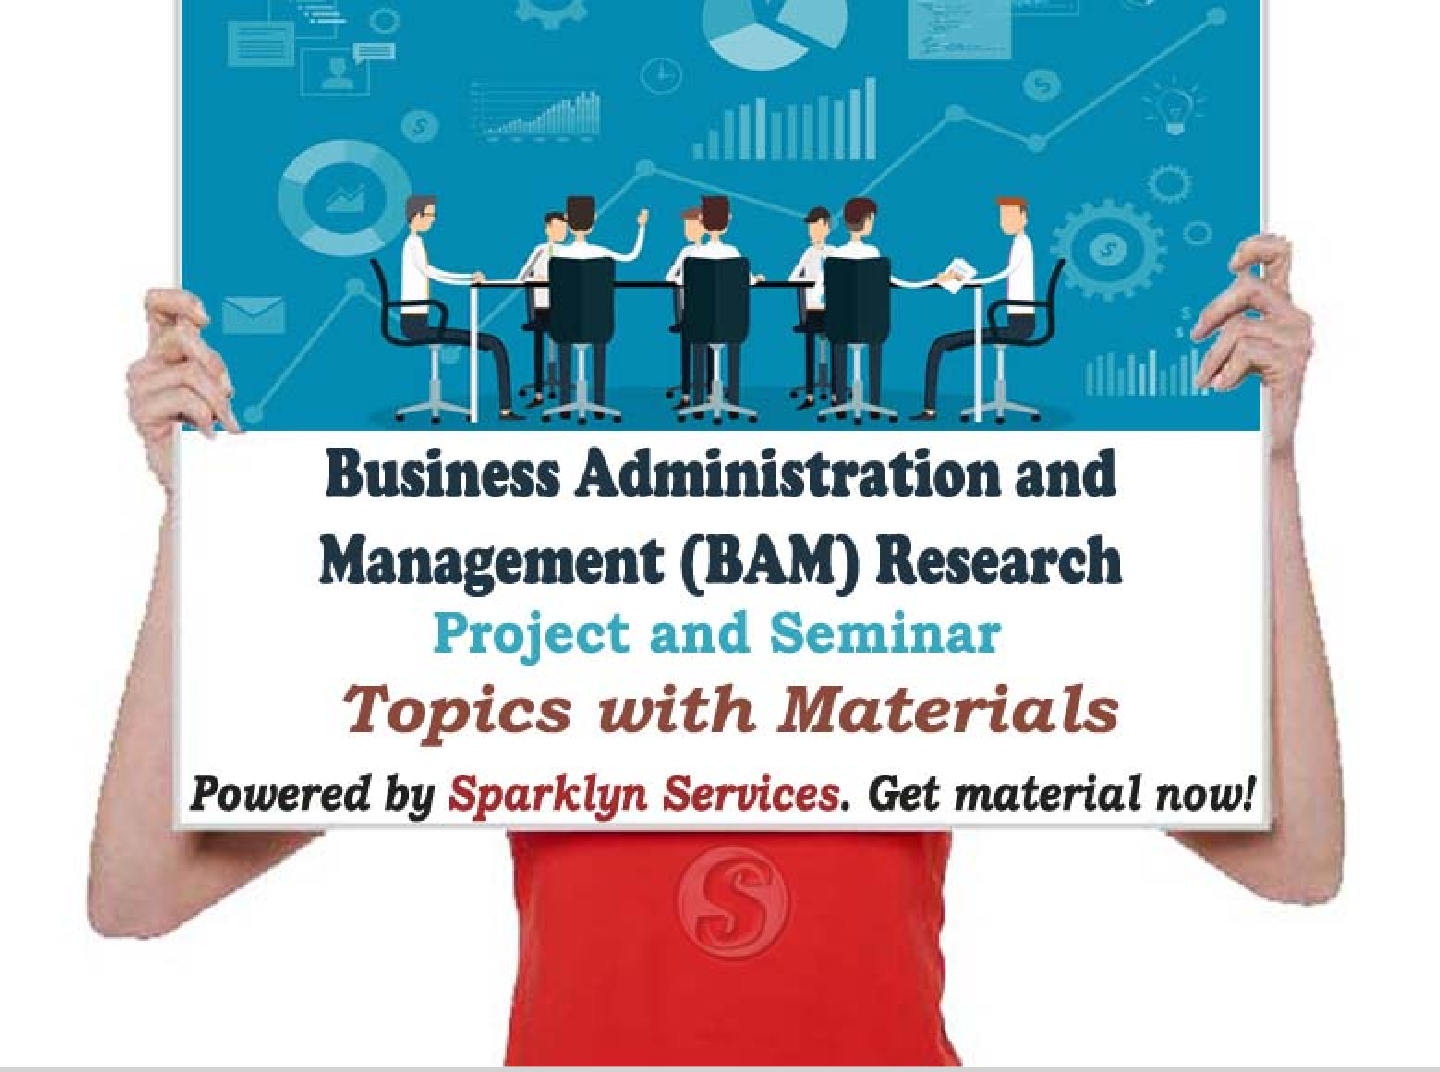 Business Administration and
Management (BAM) Research
Project and Seminar
Topics with Materials
Powered by Sparklyn Services. Get material now!
S